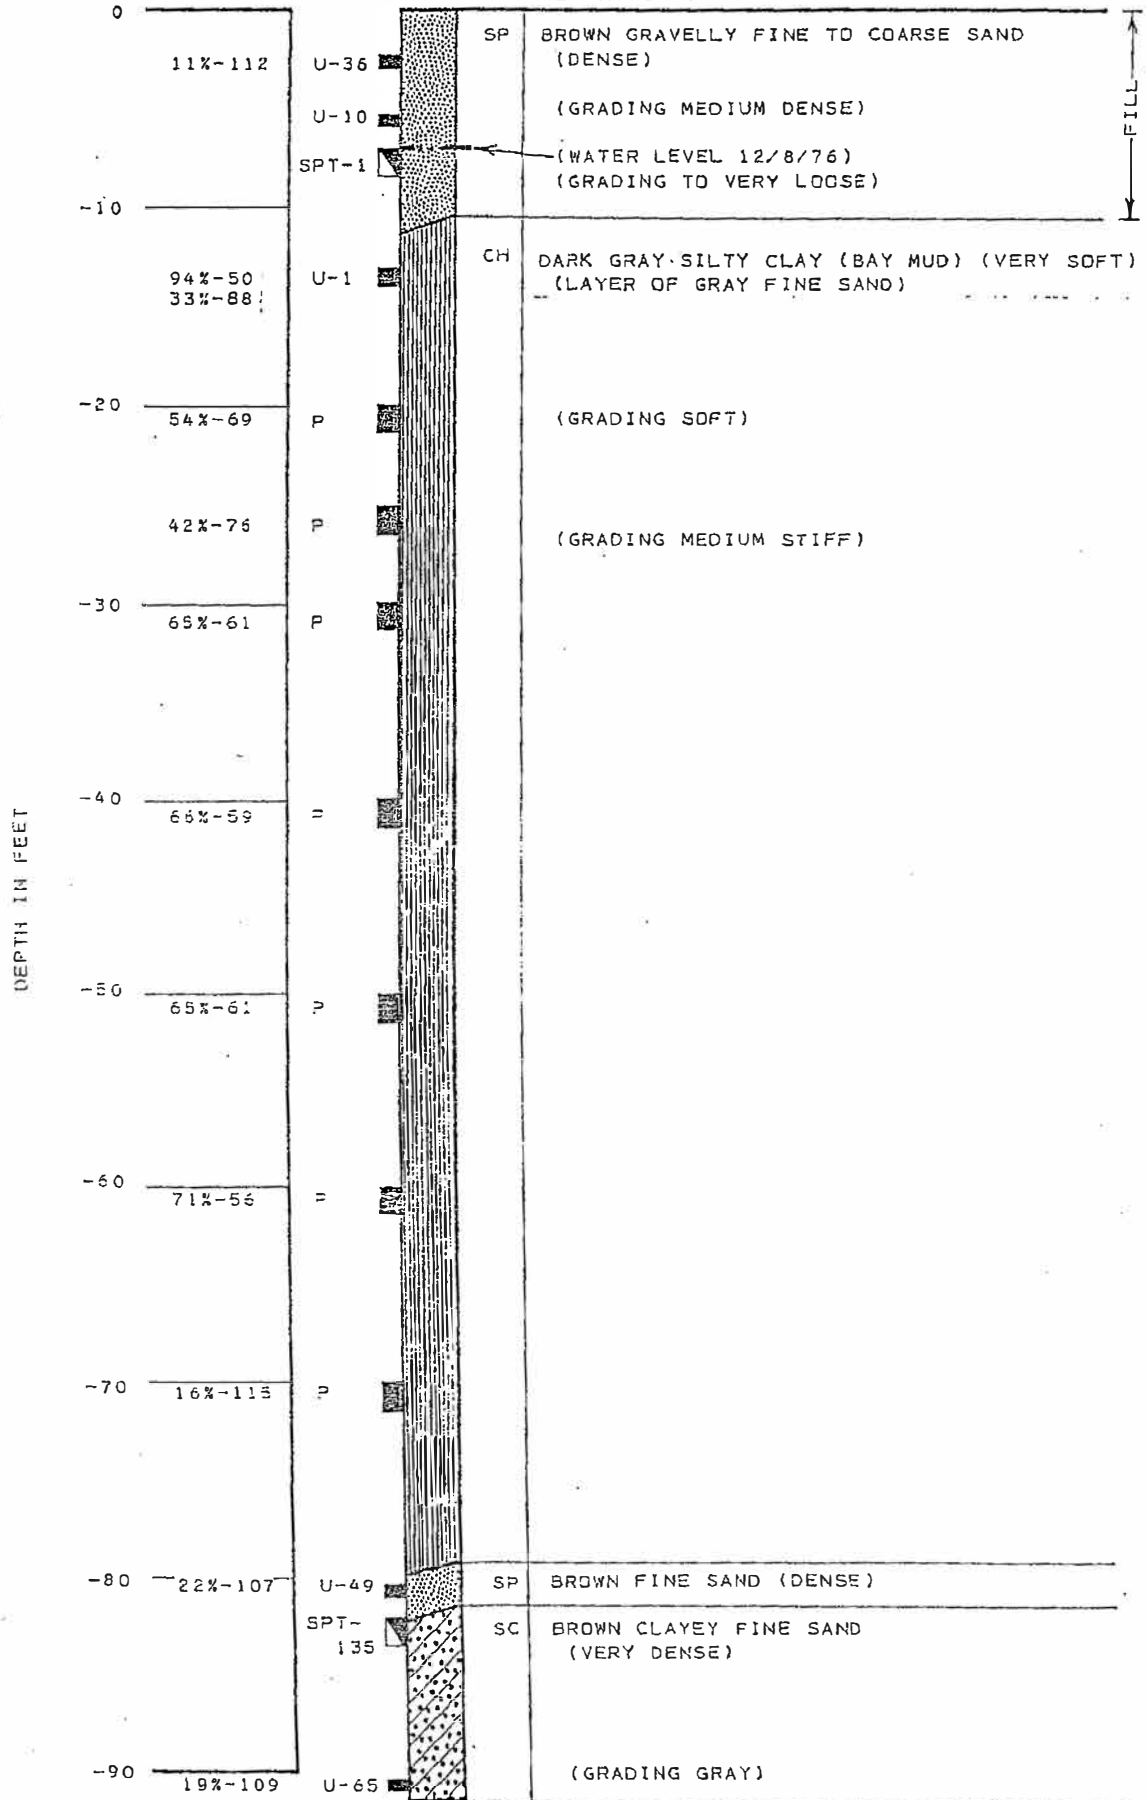 0
SP BROWN GRAVELLY FINE TO COARSE SAND
(DENSE)
11%-112 U-36
FILL
U-10 (GRADING MEDIUM DENSE)
(WATER LEVEL 12/8/76)
SPT-1
(GRADING TO VERY LOOSE)
-10
CH DARK GRAY SILTY CLAY (BAY MUD) (VERY SOFT)
94%-50 U-1 (LAYER OF GRAY FINE SAND)
33%-88
-20
54%-69 P (GRADING SOFT)
42%-76 P
(GRADING MEDIUM STIFF)
-30
65%-61 P
-40
66%-59 P
DEPTH IN FEET
-50
65%-61 P
-60
71%-56 P
-70
16%-115 P
-80
22%-107 U-49 SP BROWN FINE SAND (DENSE)
SPT-
135
SC BROWN CLAYEY FINE SAND
(VERY DENSE)
-90
19%-109 U-65 (GRADING GRAY)